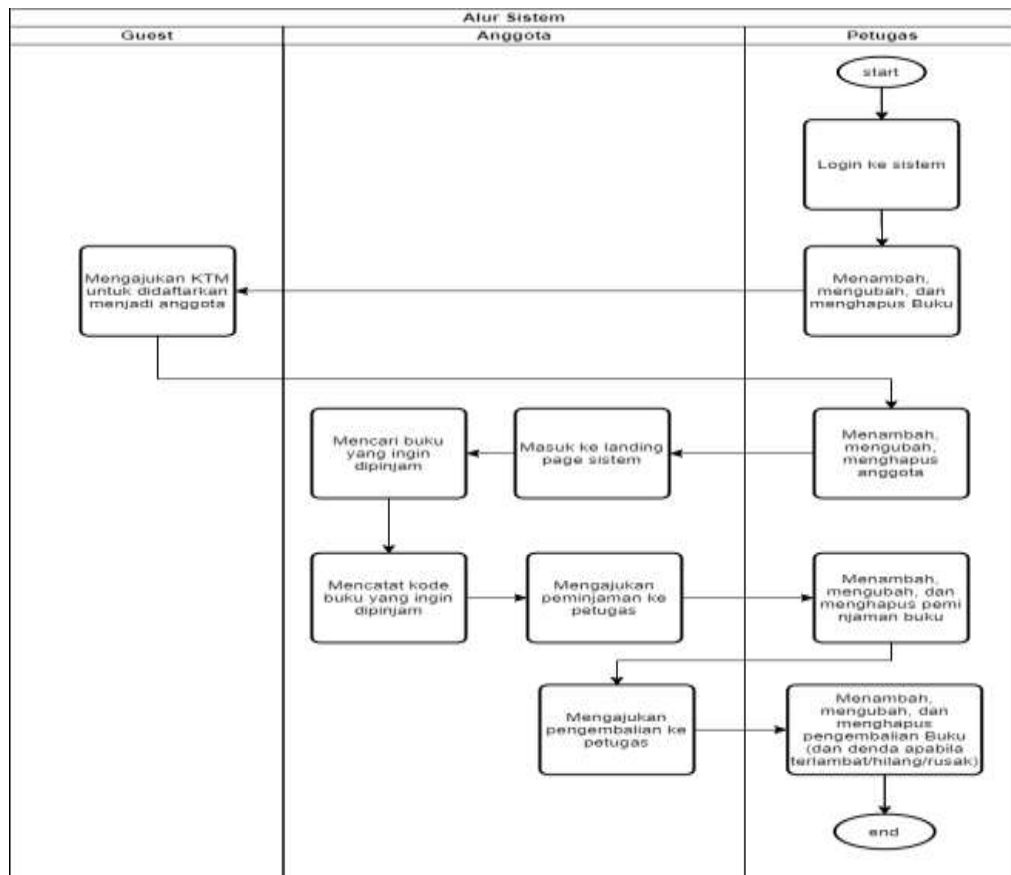 Alur Sistem
Guest
Anggota
Petugas
start
Login ke sistem
Menambah,
mengubah, dan
menghapus Buku
Mengajukan KTM
untuk didaftarkan
menjadi anggota
Menambah,
mengubah,
menghapus
anggota
Masuk ke landing
page sistem
Mencari buku
yang ingin
dipinjam
Mencatat kode
buku yang ingin
dipinjam
Mengajukan
peminjaman ke
petugas
Menambah,
mengubah, dan
menghapus pemi
njaman buku
Mengajukan
pengembalian ke
petugas
Menambah,
mengubah, dan
menghapus
pengembalian Buku
(dan denda apabila
terlambat/hilang/rusak)
end